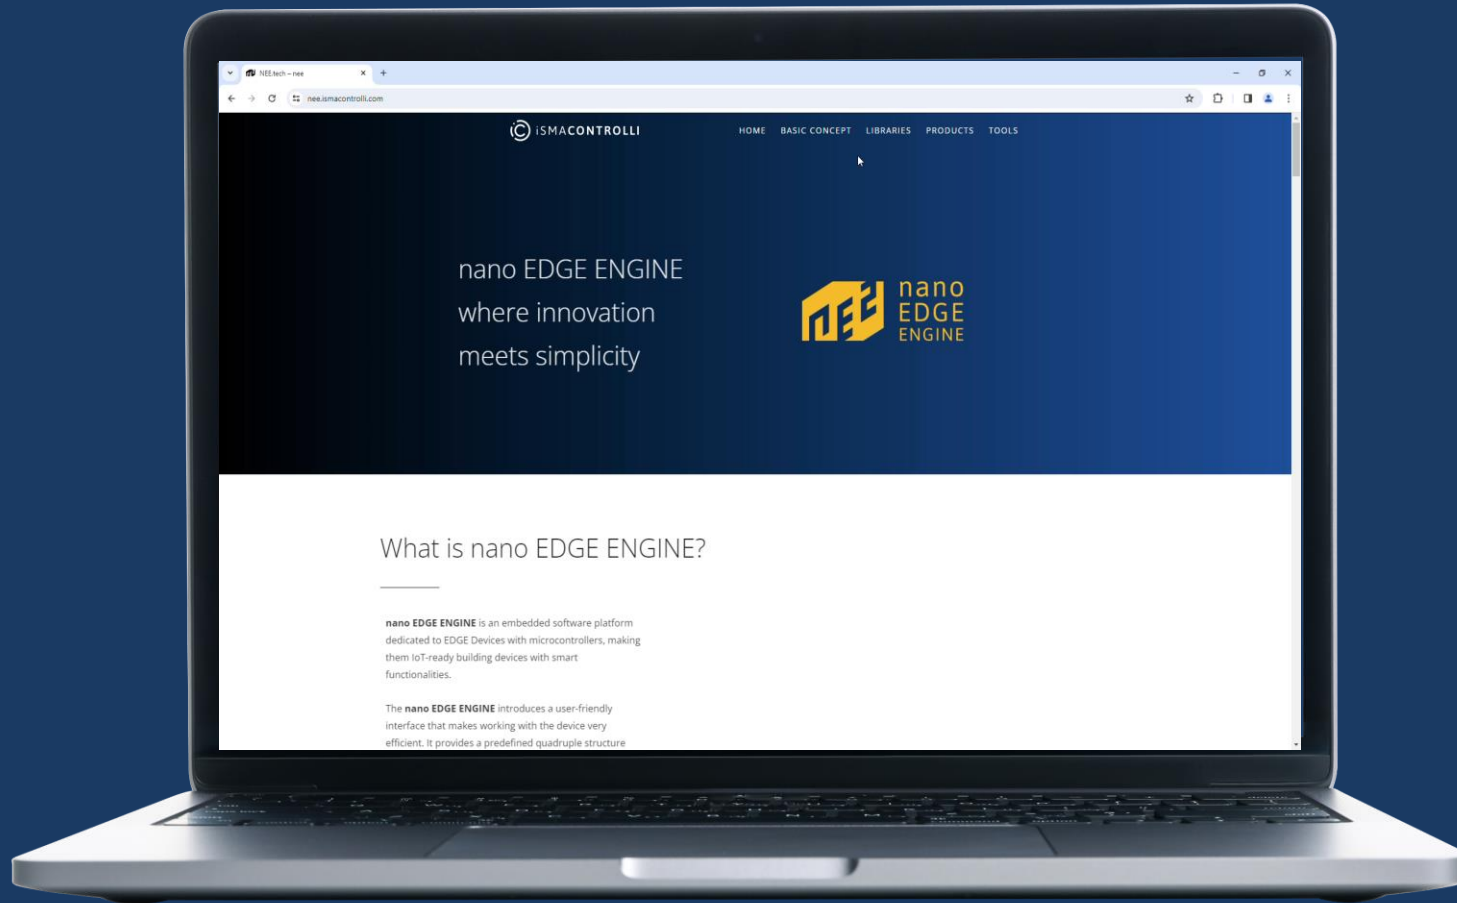 NEE.tech – nee
nee.ismacontrolli.com
iSMACONTROLLI
HOME BASIC CONCEPT LIBRARIES PRODUCTS TOOLS
nano EDGE ENGINE
where innovation
meets simplicity
nano
EDGE
ENGINE
What is nano EDGE ENGINE?
nano EDGE ENGINE is an embedded software platform
dedicated to EDGE Devices with microcontrollers, making
them IoT-ready building devices with smart
functionalities.
The nano EDGE ENGINE introduces a user-friendly
interface that makes working with the device very
efficient. It provides a predefined quadruple structure